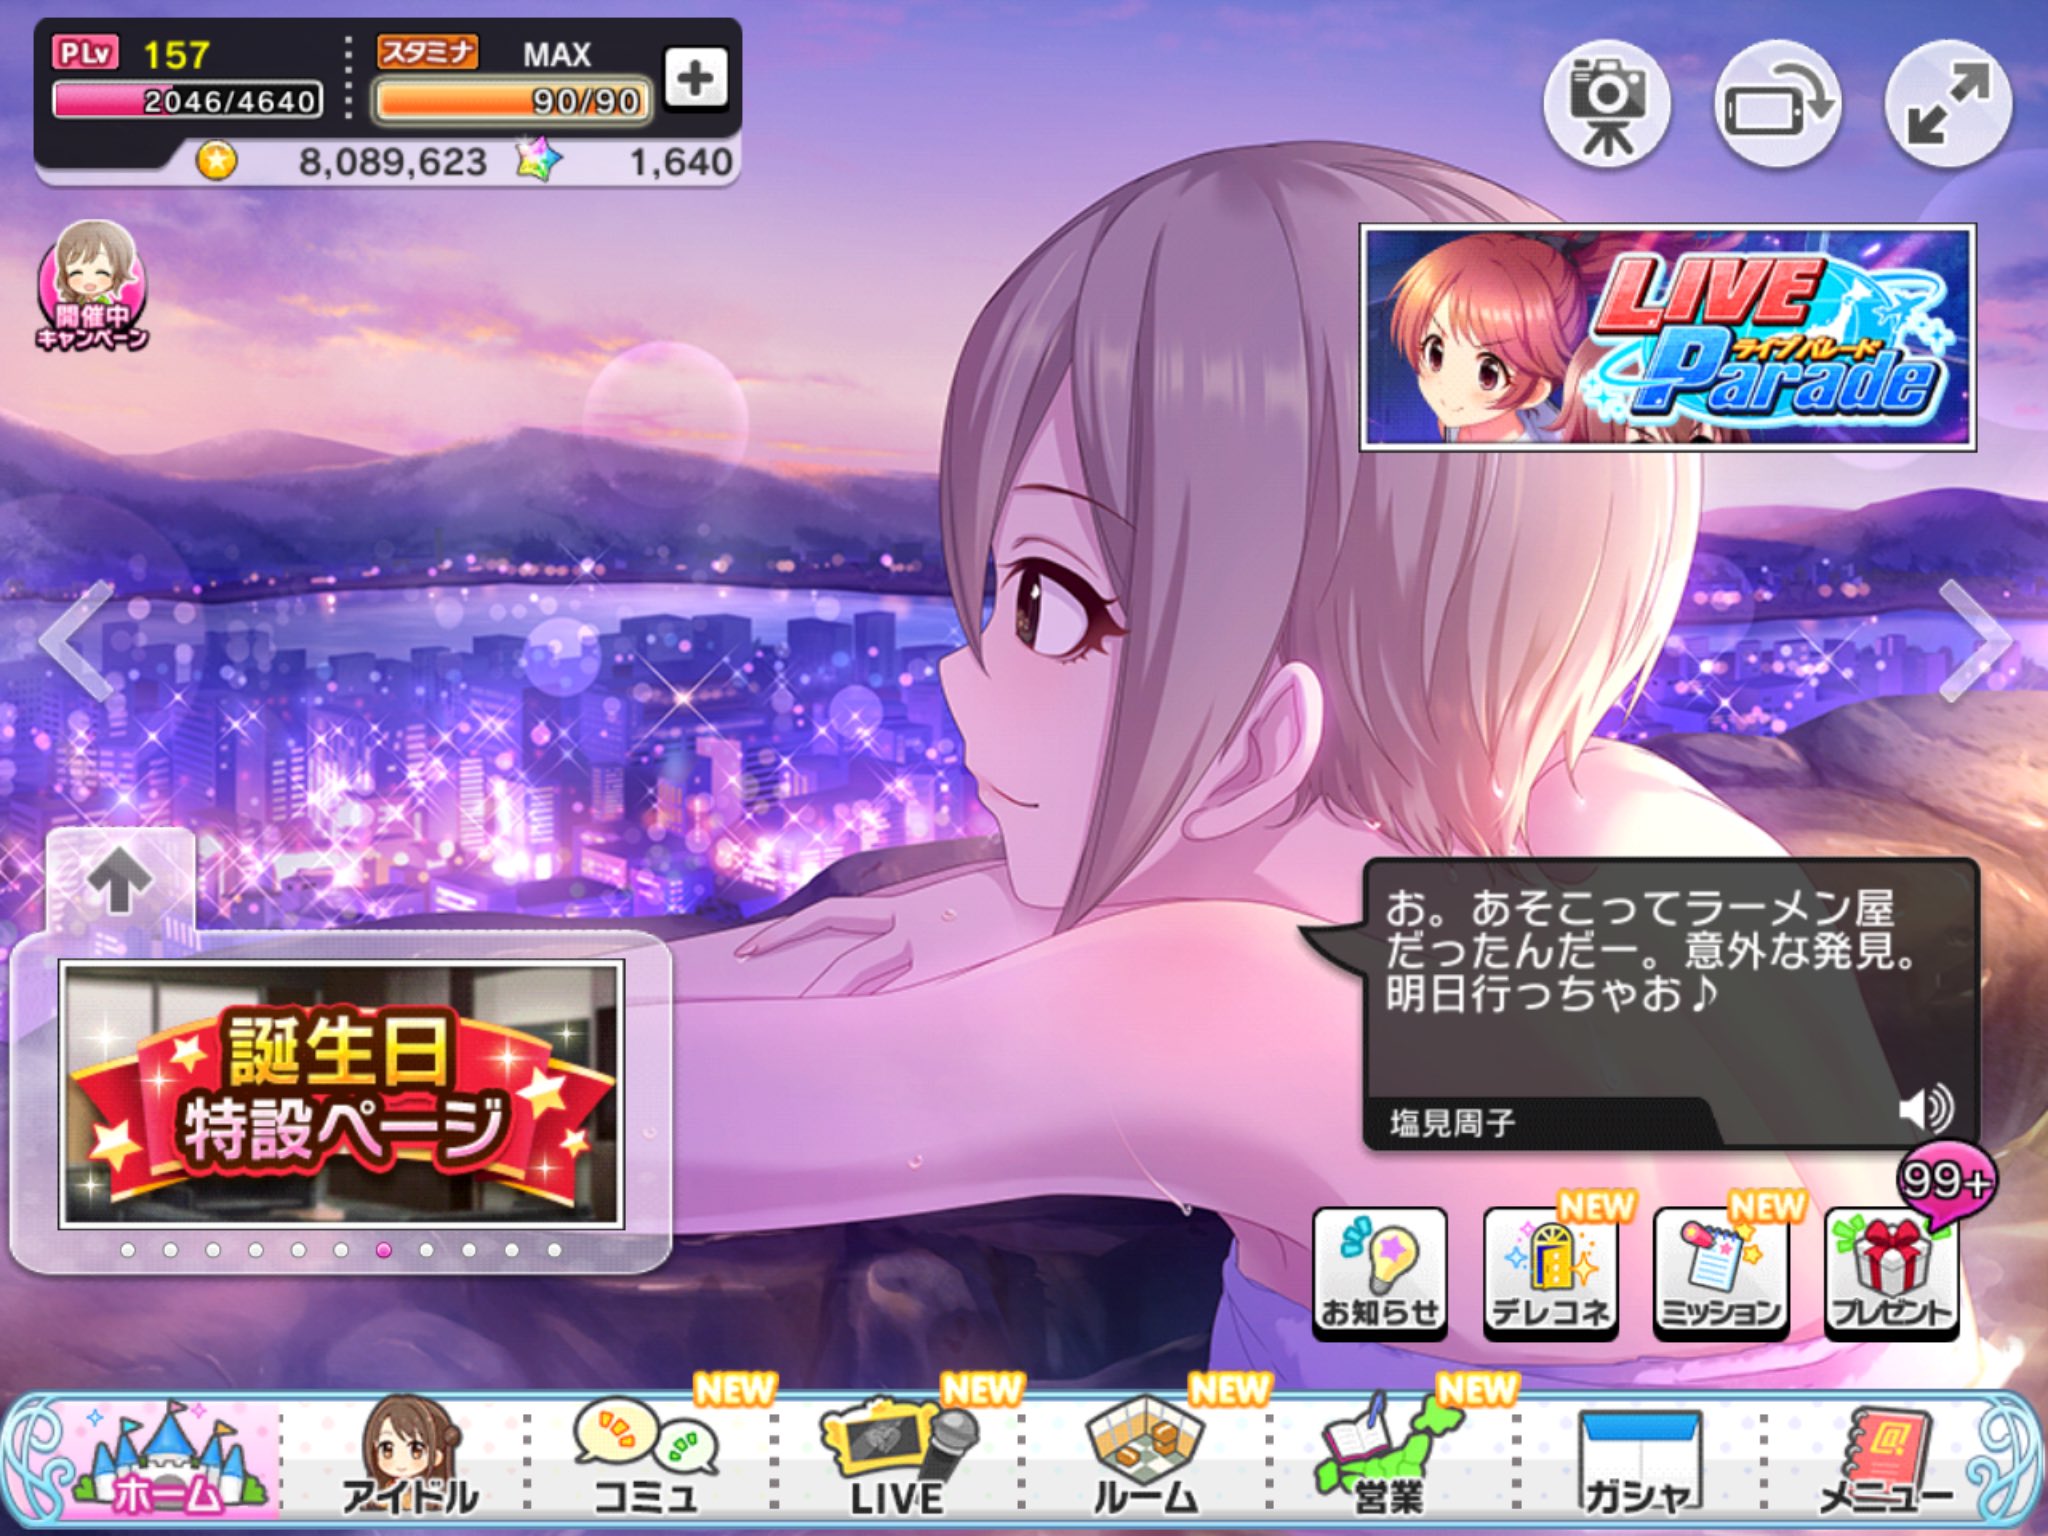 PLv 157
スタミナ MAX
2046/4640
90/90
8,089,623
1,640
開催中
キャンペーン
LIVE
ライブパレード
Parade
お。あそこってラーメン屋
だったんだー。意外な発見。
明日行っちゃお♪
塩見周子
誕生日
特設ページ
99+
NEW
NEW
お知らせ
デレコネ
ミッション
プレゼント
NEW
NEW
NEW
NEW
ホーム
アイドル
コミュ
LIVE
ルーム
営業
ガシャ
メニュー